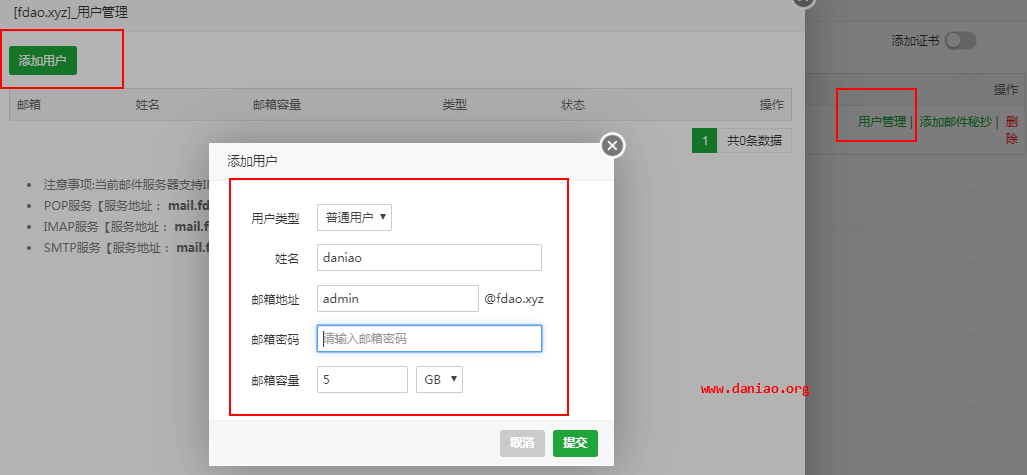 [fdao.xyz]_用户管理
添加证书
添加用户
操作
邮箱 姓名 邮箱容量 类型 状态 操作
用户管理 | 添加邮件秘抄 | 删除
1 共0条数据
添加用户
注意事项:当前邮件服务器支持
POP服务【服务地址： mail.fd
IMAP服务【服务地址： mail.f
SMTP服务【服务地址： mail.f
用户类型 普通用户
姓名 daniao
邮箱地址 admin @fdao.xyz
邮箱密码 请输入邮箱密码
邮箱容量 5 GB
www.daniao.org
取消 提交